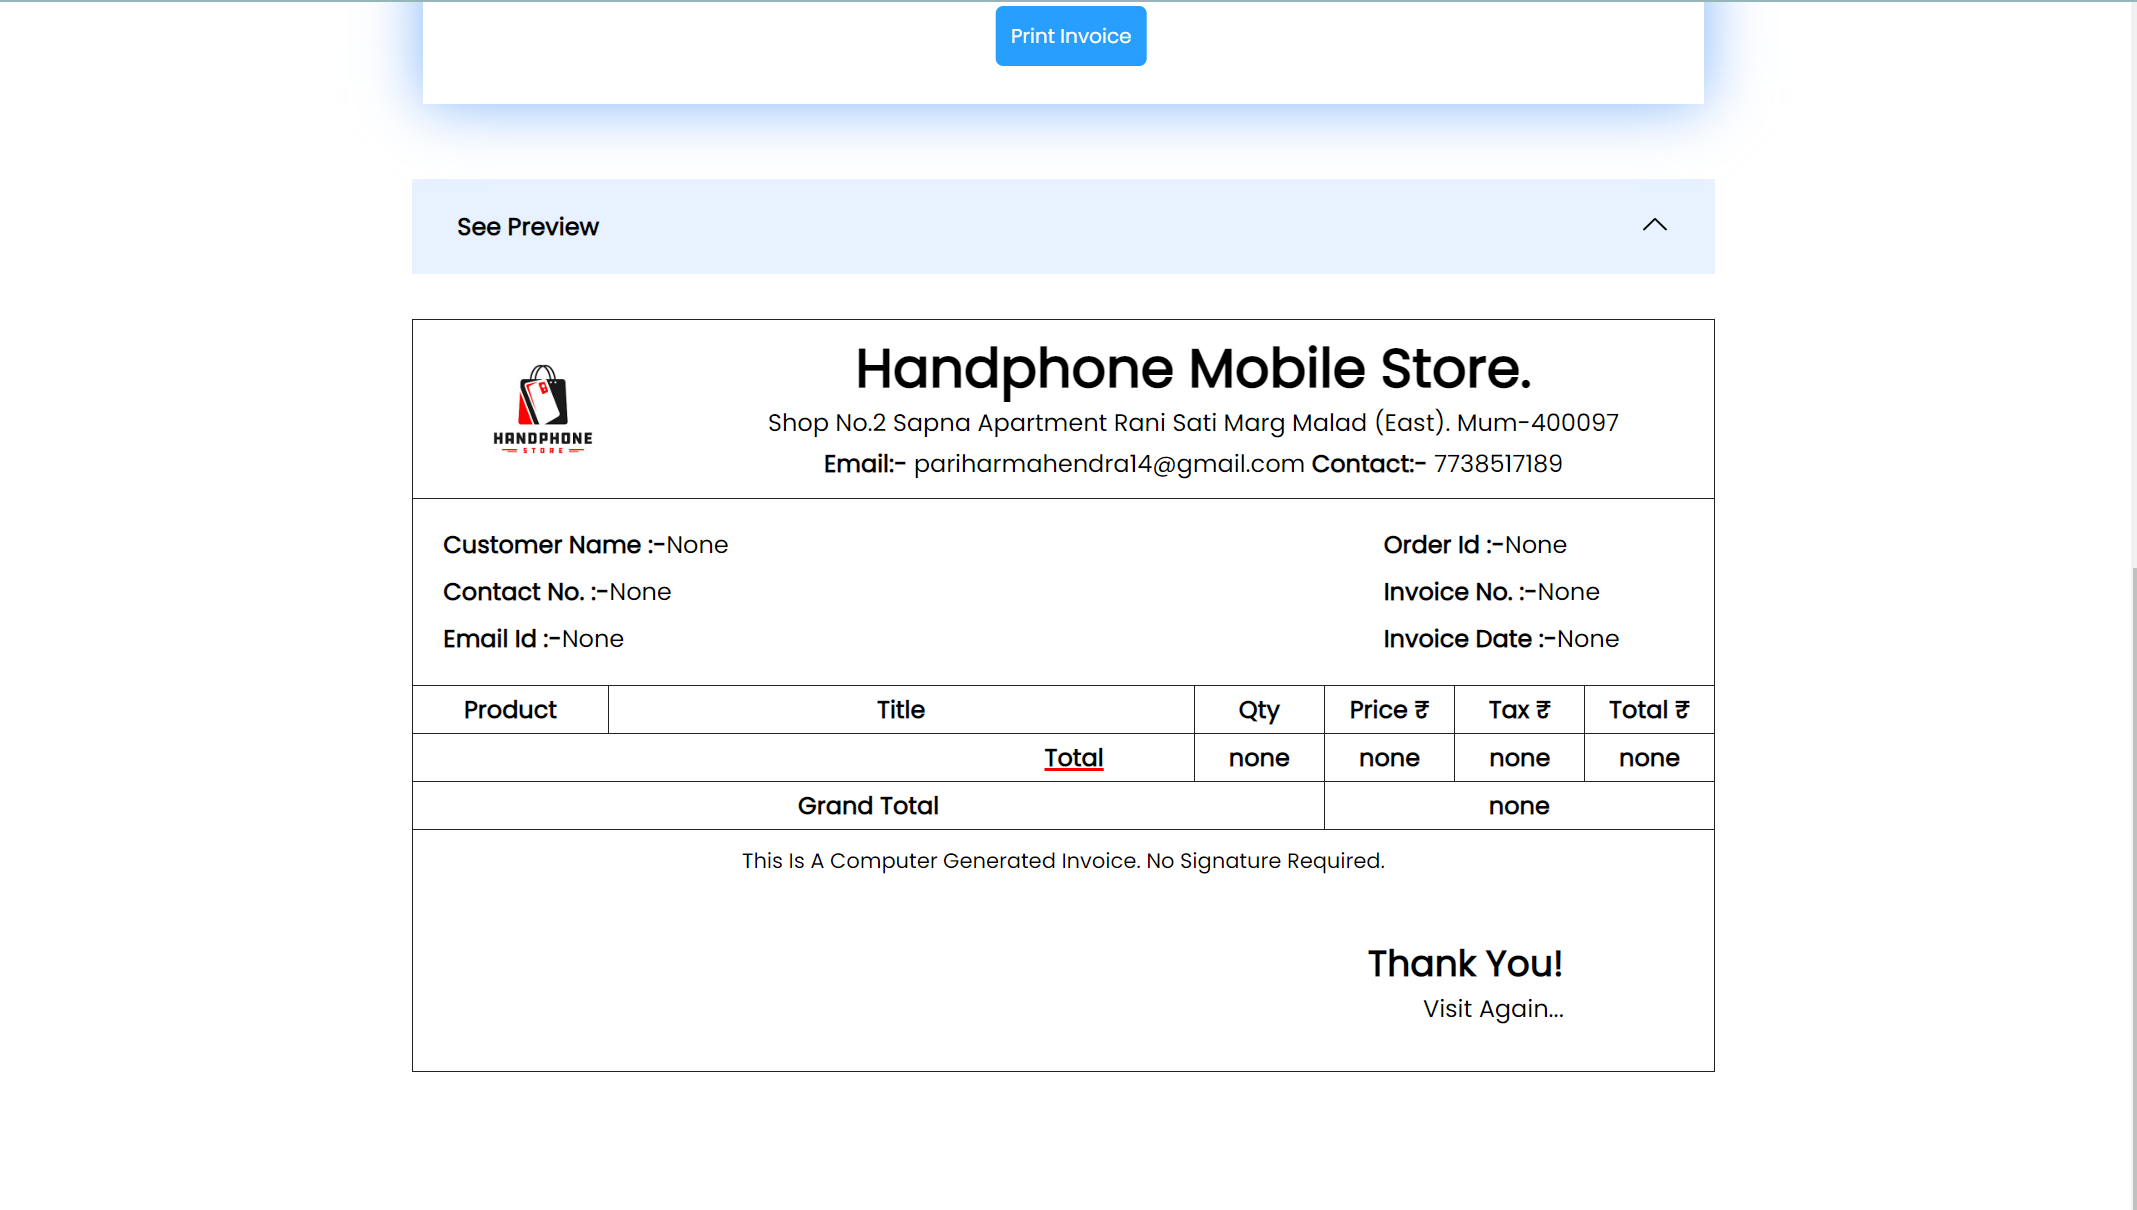 Print Invoice
See Preview
HANDPHONE
STORE
Handphone Mobile Store.
Shop No.2 Sapna Apartment Rani Sati Marg Malad (East). Mum-400097
Email:- pariharmahendra14@gmail.com Contact:- 7738517189
Customer Name :-None
Order Id :-None
Contact No. :-None
Invoice No. :-None
Email Id :-None
Invoice Date :-None
Product Title Qty Price ₹ Tax ₹ Total ₹
Total none none none none
Grand Total none
This Is A Computer Generated Invoice. No Signature Required.
Thank You!
Visit Again...